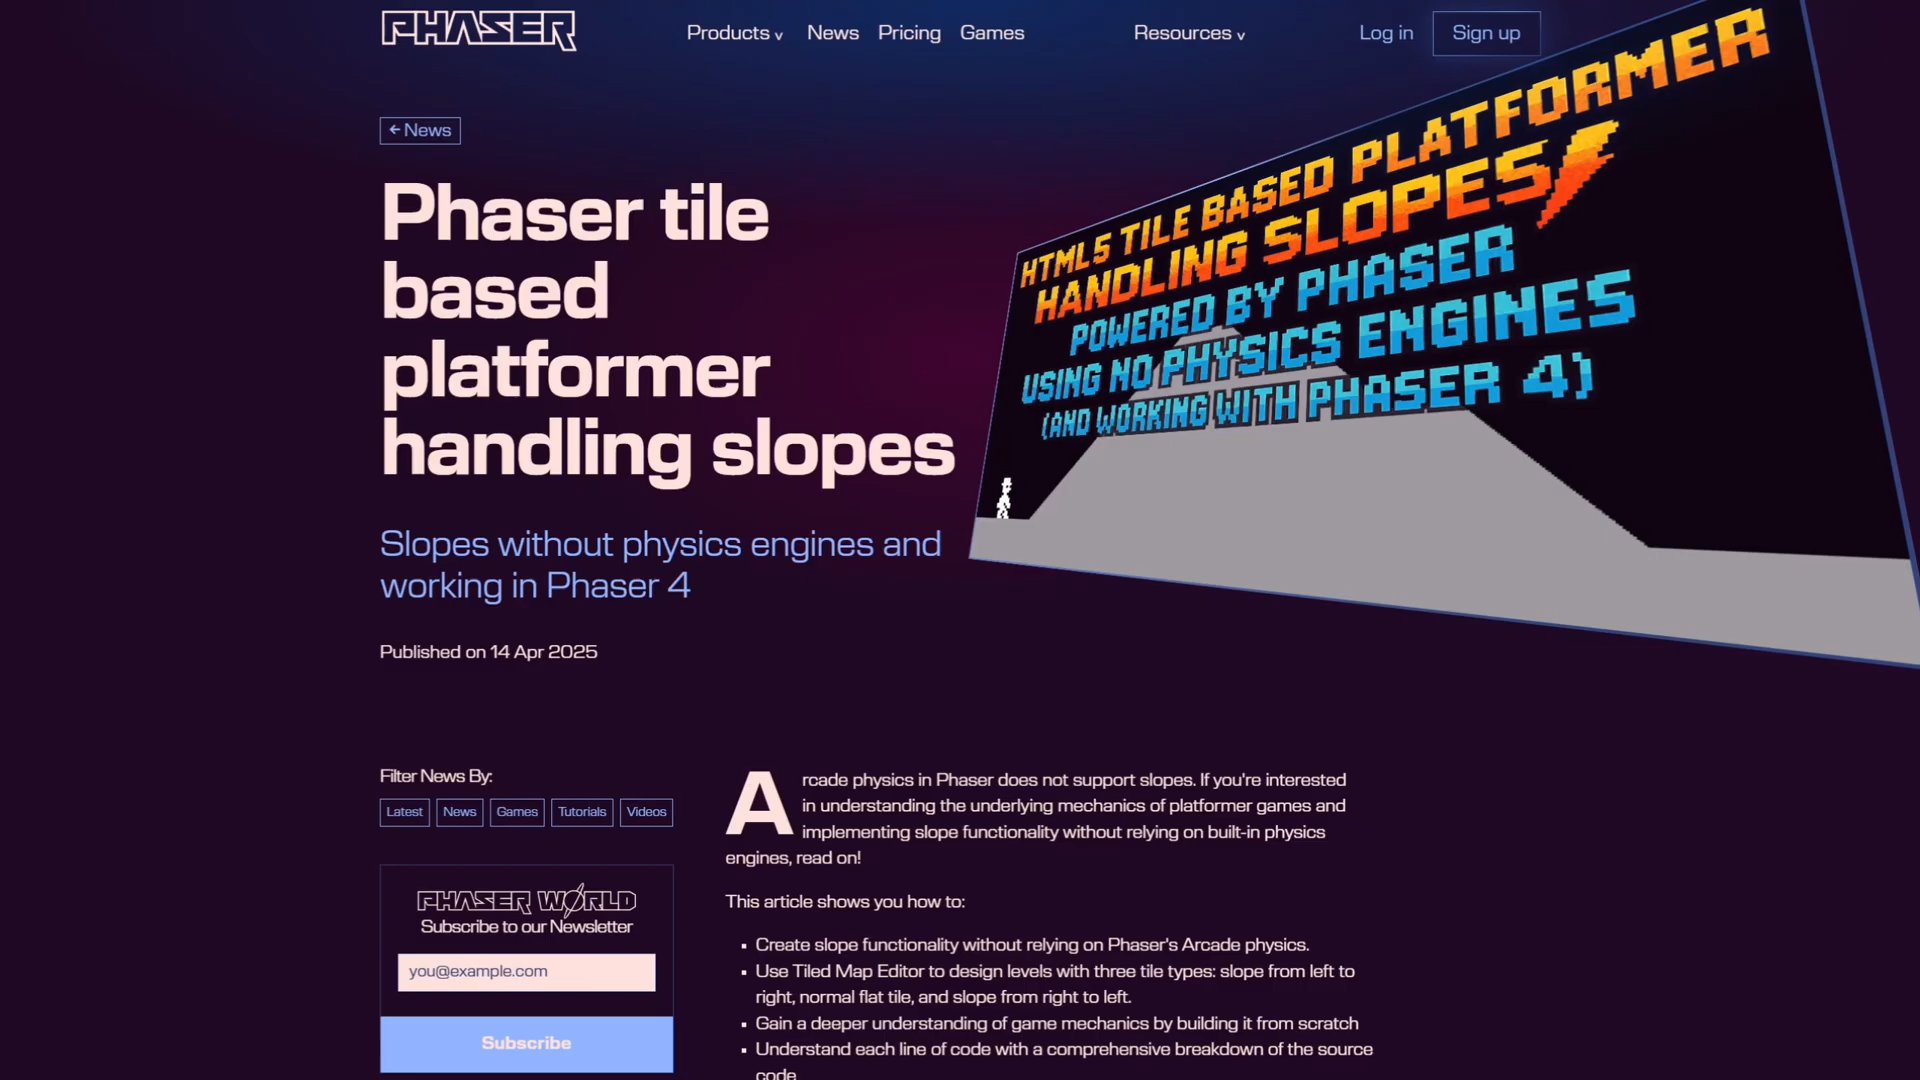 PHASER
Products v
News
Pricing
Games
Resources v
Log in
Sign up
← News
Phaser tile
based
platformer
handling slopes
Slopes without physics engines and
working in Phaser 4
Published on 14 Apr 2025
HTML5 TILE BASED PLATFORMER
HANDLING SLOPES
POWERED BY PHASER
USING NO PHYSICS ENGINES
(AND WORKING WITH PHASER 4)
Filter News By:
Latest
News
Games
Tutorials
Videos
PHASER WORLD
Subscribe to our Newsletter
you@example.com
Subscribe
Arcade physics in Phaser does not support slopes. If you're interested
in understanding the underlying mechanics of platformer games and
implementing slope functionality without relying on built-in physics
engines, read on!
This article shows you how to:
▪ Create slope functionality without relying on Phaser's Arcade physics.
▪ Use Tiled Map Editor to design levels with three tile types: slope from left to
right, normal flat tile, and slope from right to left.
▪ Gain a deeper understanding of game mechanics by building it from scratch
▪ Understand each line of code with a comprehensive breakdown of the source
code